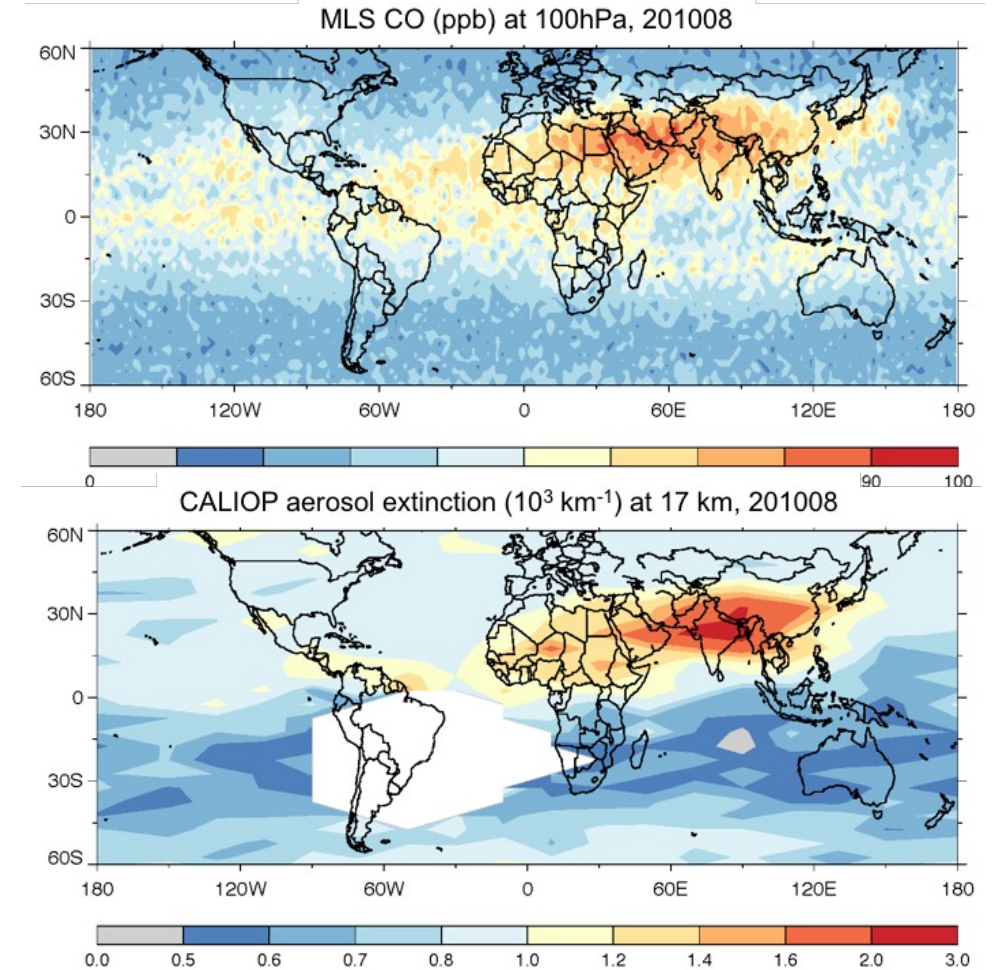 MLS CO (ppb) at 100hPa, 201008
60N
30N
0
30S
60S
180 120W 60W 0 60E 120E 180
0 90 100
CALIOP aerosol extinction (10³ km⁻¹) at 17 km, 201008
60N
30N
0
30S
60S
180 120W 60W 0 60E 120E 180
0.0 0.5 0.6 0.7 0.8 1.0 1.2 1.4 1.6 2.0 3.0